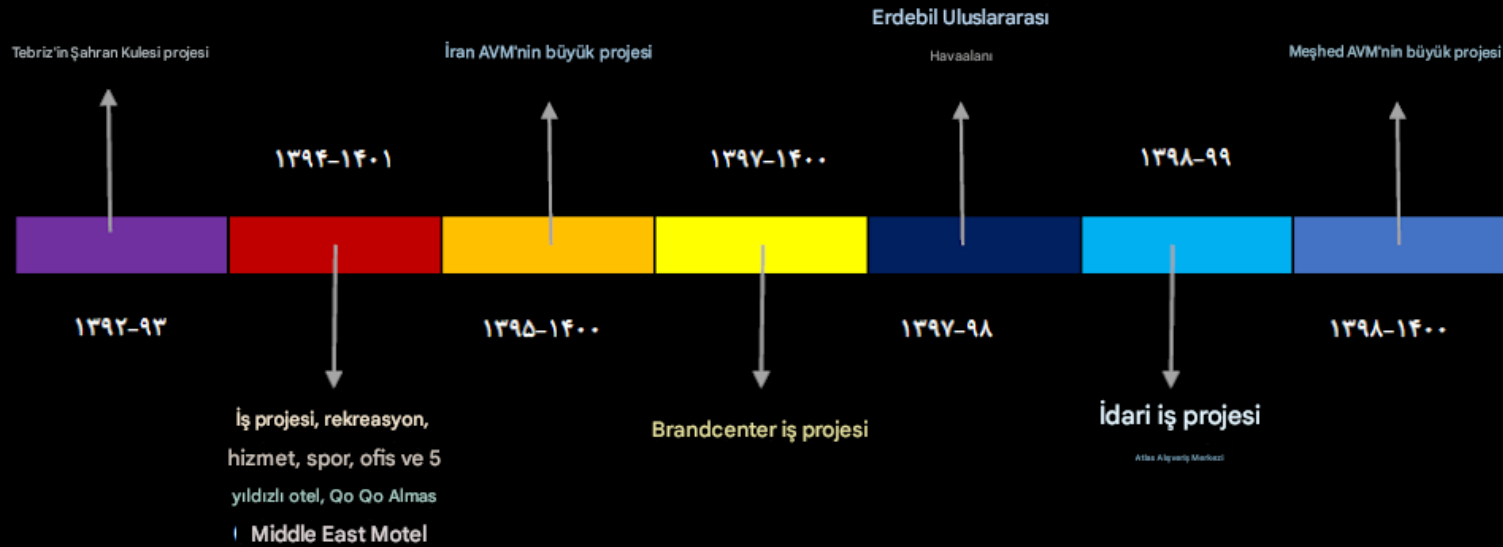 Erdebil Uluslararası
Tebriz'in Şahran Kulesi projesi
İran AVM'nin büyük projesi
Havaalanı
Meşhed AVM'nin büyük projesi
۱۳۹۴-۱۴۰۱
۱۳۹۷-۱۴۰۰
۱۳۹۸-۹۹
۱۳۹۲-۹۳
۱۳۹۵-۱۴۰۰
۱۳۹۷-۹۸
۱۳۹۸-۱۴۰۰
İş projesi, rekreasyon,
hizmet, spor, ofis ve 5
yıldızlı otel, Qo Qo Almas
Middle East Motel
Brandcenter iş projesi
İdari iş projesi
Atlas Alışveriş Merkezi